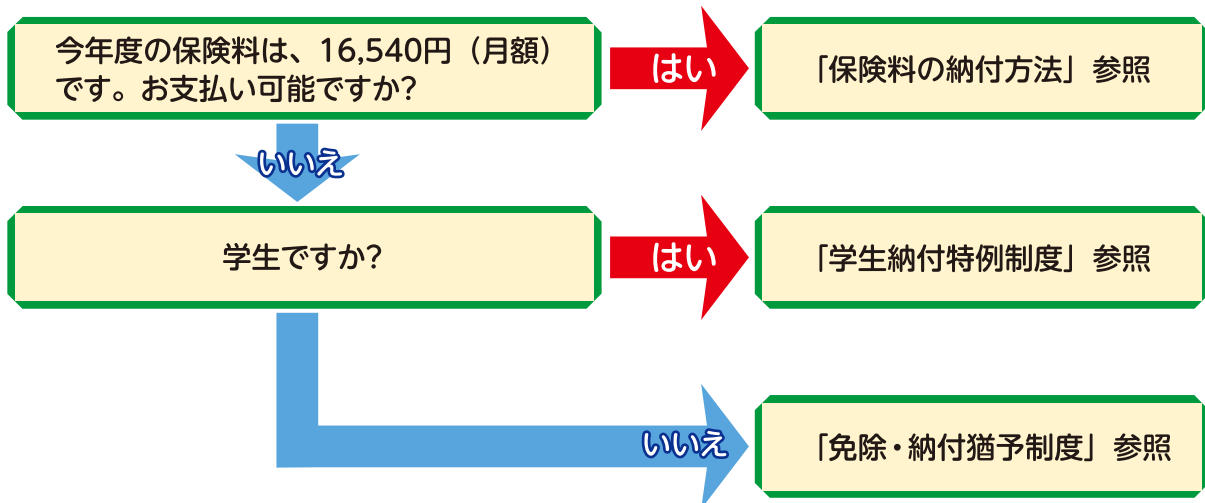 今年度の保険料は、16,540円（月額）
です。お支払い可能ですか?
はい
「保険料の納付方法」参照
いいえ
学生ですか?
はい
「学生納付特例制度」参照
いいえ
「免除・納付猶予制度」参照